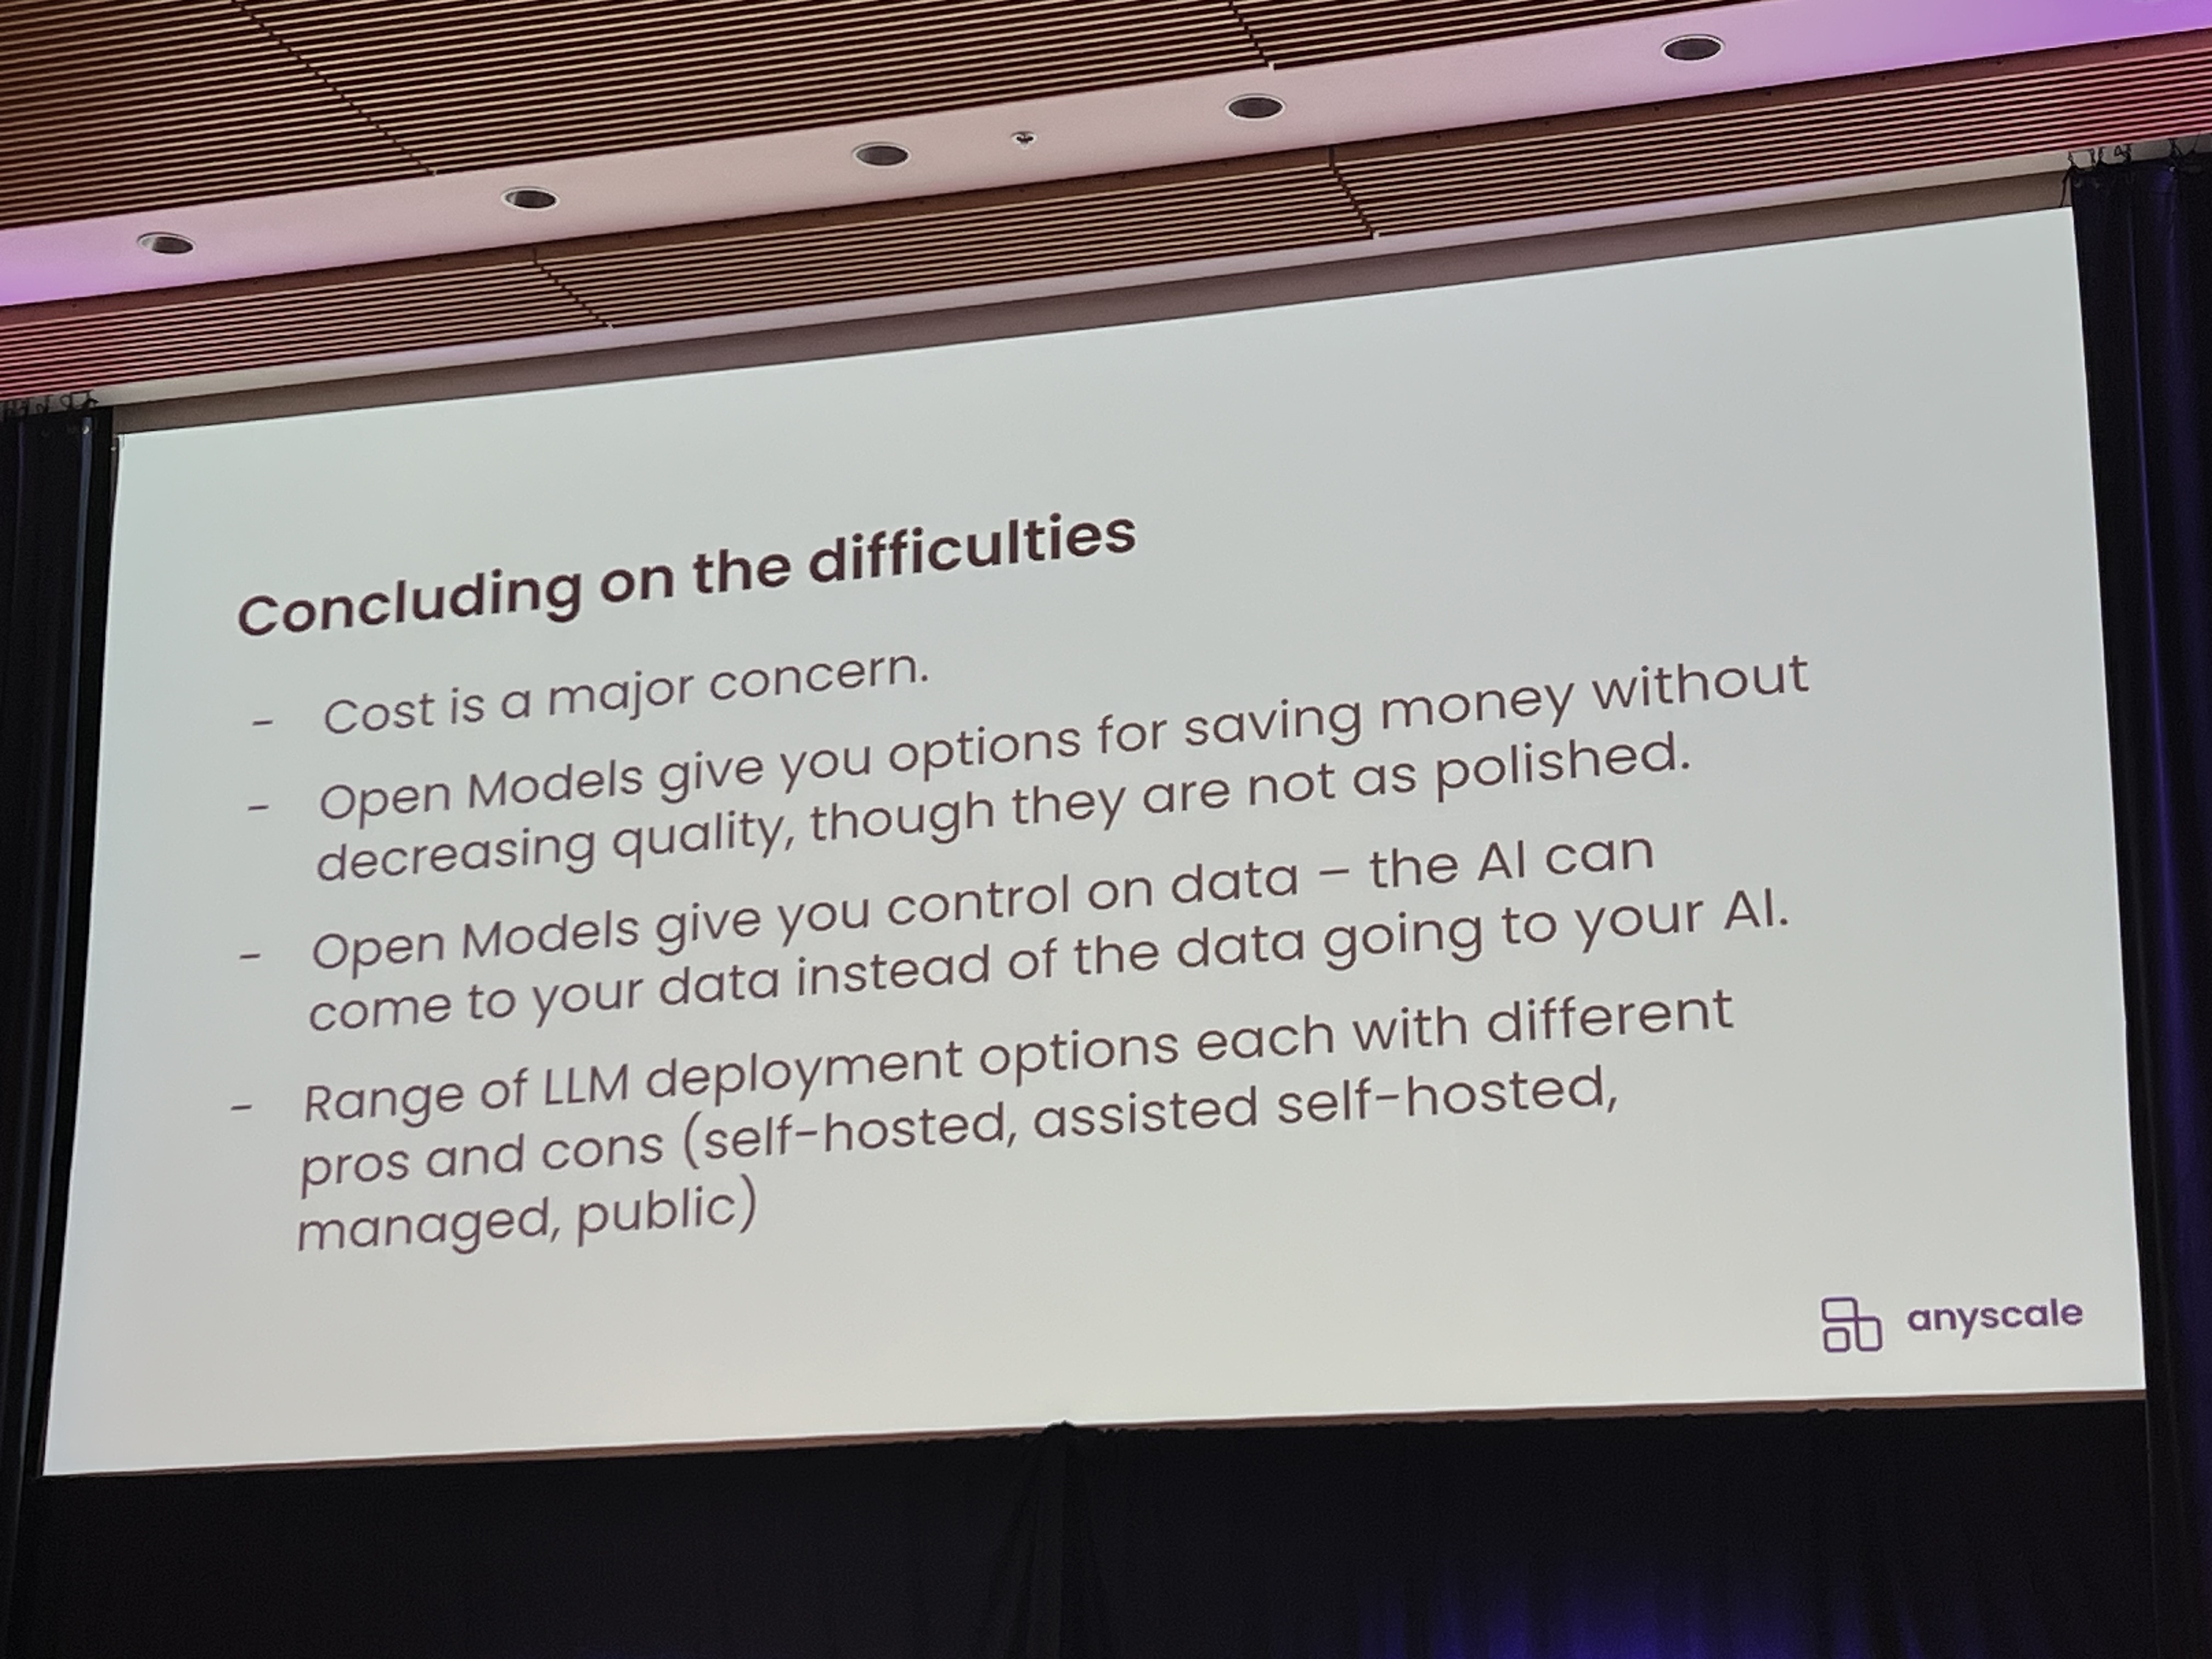 Concluding on the difficulties
- Cost is a major concern.
- Open Models give you options for saving money without
decreasing quality, though they are not as polished.
- Open Models give you control on data – the AI can
come to your data instead of the data going to your AI.
- Range of LLM deployment options each with different
pros and cons (self-hosted, assisted self-hosted,
managed, public)
anyscale